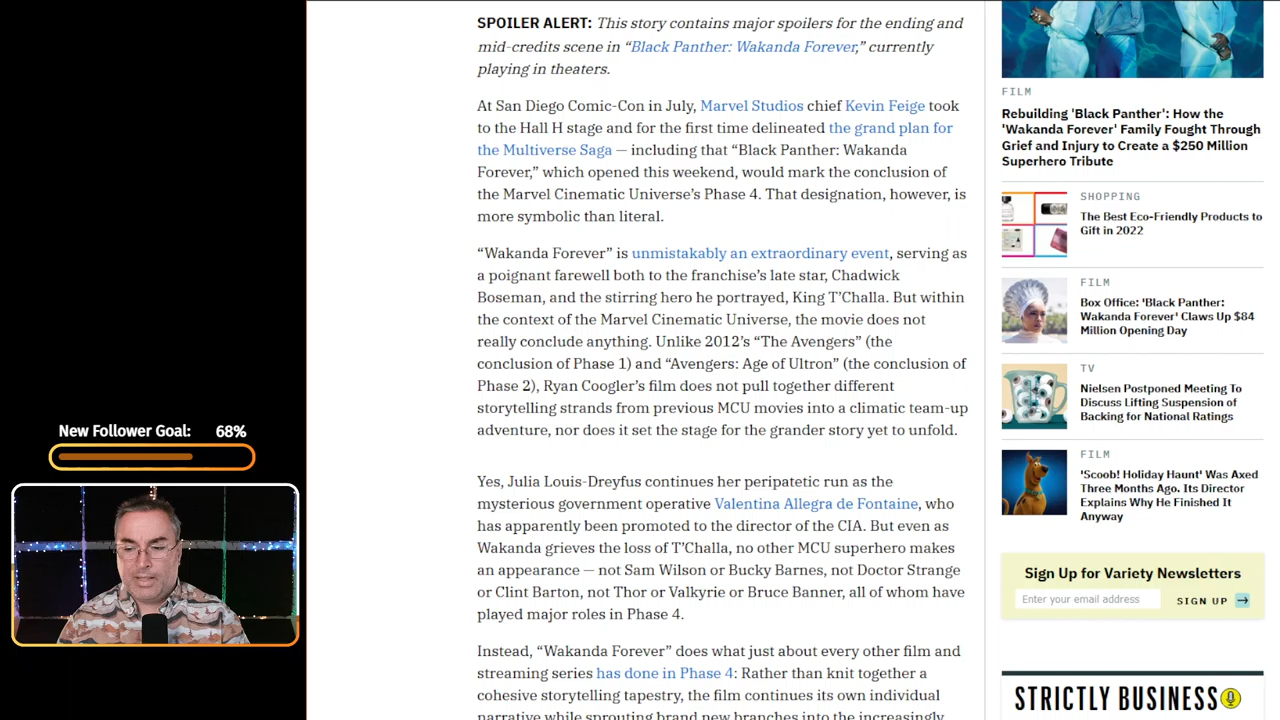 SPOILER ALERT: This story contains major spoilers for the ending and
mid-credits scene in “Black Panther: Wakanda Forever,” currently
playing in theaters.
At San Diego Comic-Con in July, Marvel Studios chief Kevin Feige took
to the Hall H stage and for the first time delineated the grand plan for
the Multiverse Saga — including that “Black Panther: Wakanda
Forever,” which opened this weekend, would mark the conclusion of
the Marvel Cinematic Universe’s Phase 4. That designation, however, is
more symbolic than literal.
“Wakanda Forever” is unmistakably an extraordinary event, serving as
a poignant farewell both to the franchise’s late star, Chadwick
Boseman, and the stirring hero he portrayed, King T’Challa. But within
the context of the Marvel Cinematic Universe, the movie does not
really conclude anything. Unlike 2012’s “The Avengers” (the
conclusion of Phase 1) and “Avengers: Age of Ultron” (the conclusion of
Phase 2), Ryan Coogler’s film does not pull together different
storytelling strands from previous MCU movies into a climatic team-up
adventure, nor does it set the stage for the grander story yet to unfold.
Yes, Julia Louis-Dreyfus continues her peripatetic run as the
mysterious government operative Valentina Allegra de Fontaine, who
has apparently been promoted to the director of the CIA. But even as
Wakanda grieves the loss of T’Challa, no other MCU superhero makes
an appearance — not Sam Wilson or Bucky Barnes, not Doctor Strange
or Clint Barton, not Thor or Valkyrie or Bruce Banner, all of whom have
played major roles in Phase 4.
Instead, “Wakanda Forever” does what just about every other film and
streaming series has done in Phase 4: Rather than knit together a
cohesive storytelling tapestry, the film continues its own individual
narrative while sprouting brand new branches into the increasingly
FILM
Rebuilding 'Black Panther': How the
'Wakanda Forever' Family Fought Through
Grief and Injury to Create a $250 Million
Superhero Tribute
SHOPPING
The Best Eco-Friendly Products to
Gift in 2022
FILM
Box Office: 'Black Panther:
Wakanda Forever' Claws Up $84
Million Opening Day
TV
Nielsen Postponed Meeting To
Discuss Lifting Suspension of
Backing for National Ratings
FILM
'Scoob! Holiday Haunt' Was Axed
Three Months Ago. Its Director
Explains Why He Finished It
Anyway
Sign Up for Variety Newsletters
Enter your email address SIGN UP
STRICTLY BUSINESS
New Follower Goal: 68%